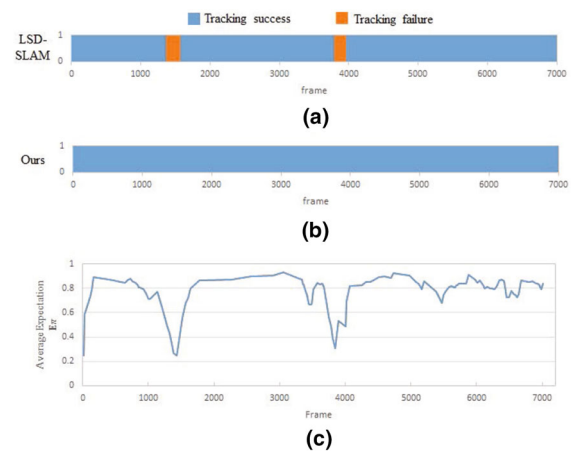 Tracking success Tracking failure
LSD-
SLAM
1
0
0 1000 2000 3000 4000 5000 6000 7000
frame
(a)
Ours
1
0
0 1000 2000 3000 4000 5000 6000 7000
frame
(b)
Average Expectation
Eπ
1
0.8
0.6
0.4
0.2
0
0 1000 2000 3000 4000 5000 6000 7000
Frame
(c)